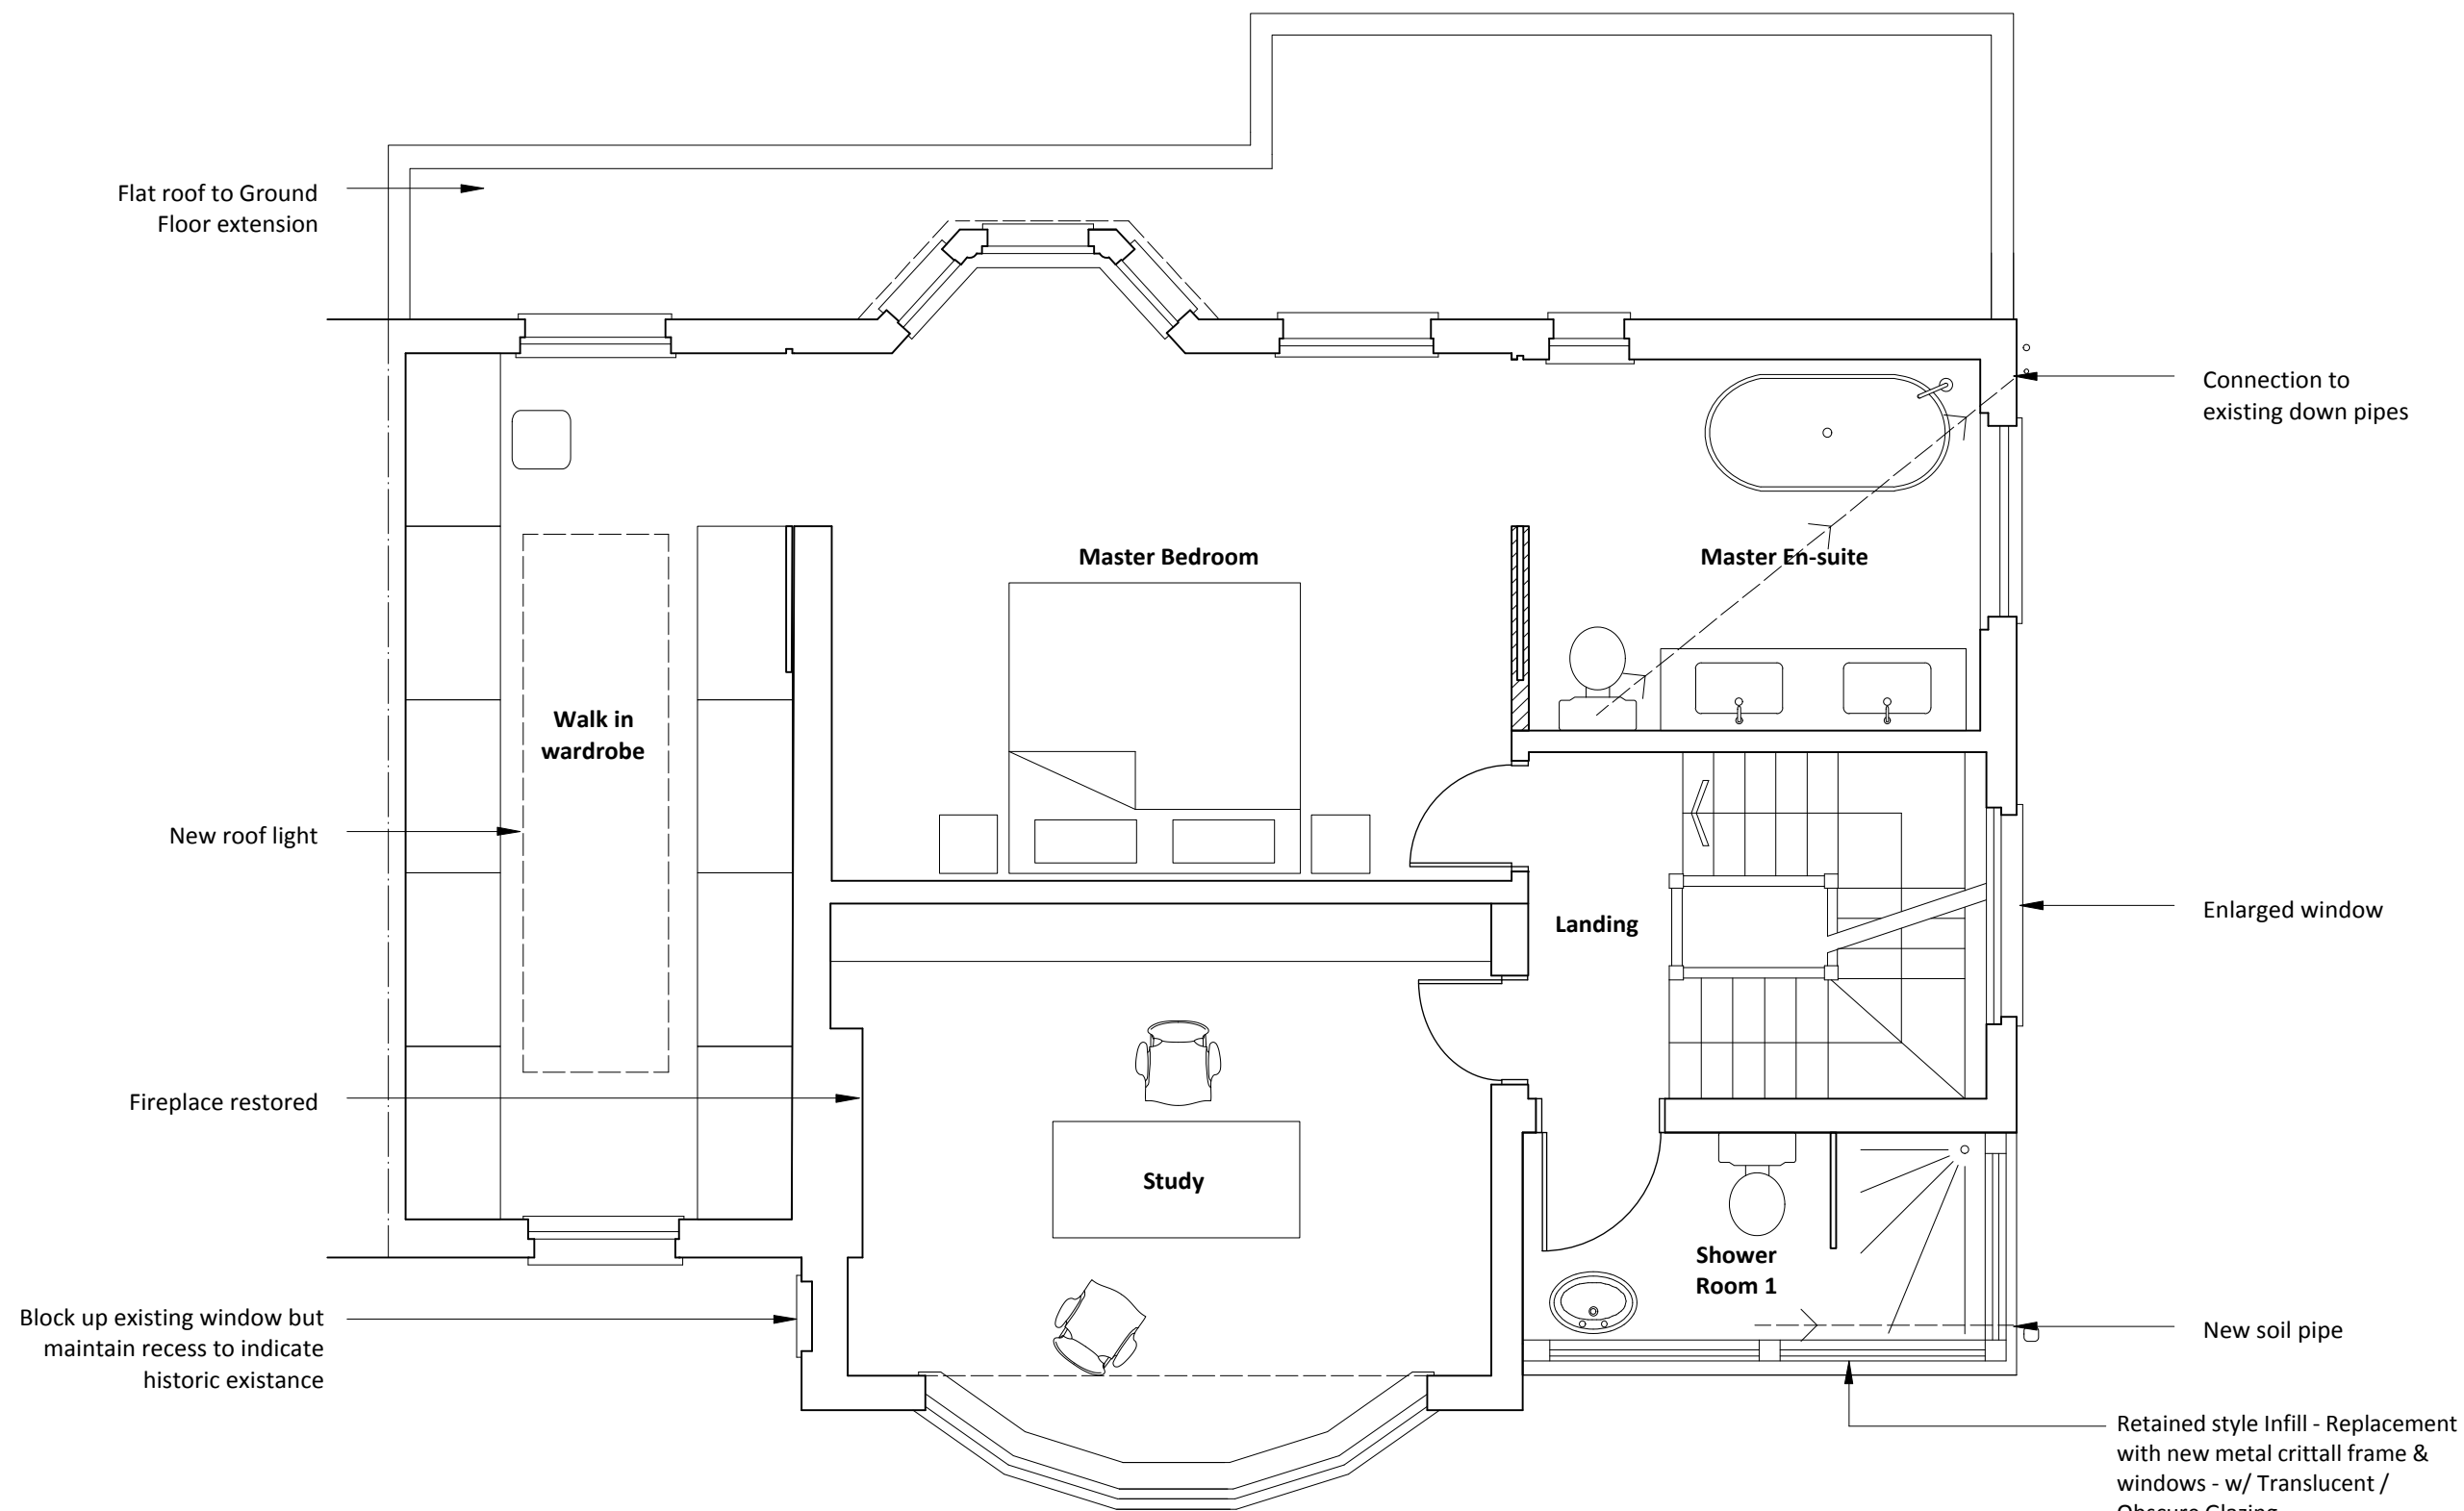 Flat roof to Ground
Floor extension
Connection to
existing down pipes
Master Bedroom
Master En-suite
Walk in
wardrobe
New roof light
Landing
Enlarged window
Fireplace restored
Study
Shower
Room 1
Block up existing window but
maintain recess to indicate
historic existance
New soil pipe
Retained style Infill - Replacement
with new metal crittall frame &
windows - w/ Translucent /
Obscure Glazing